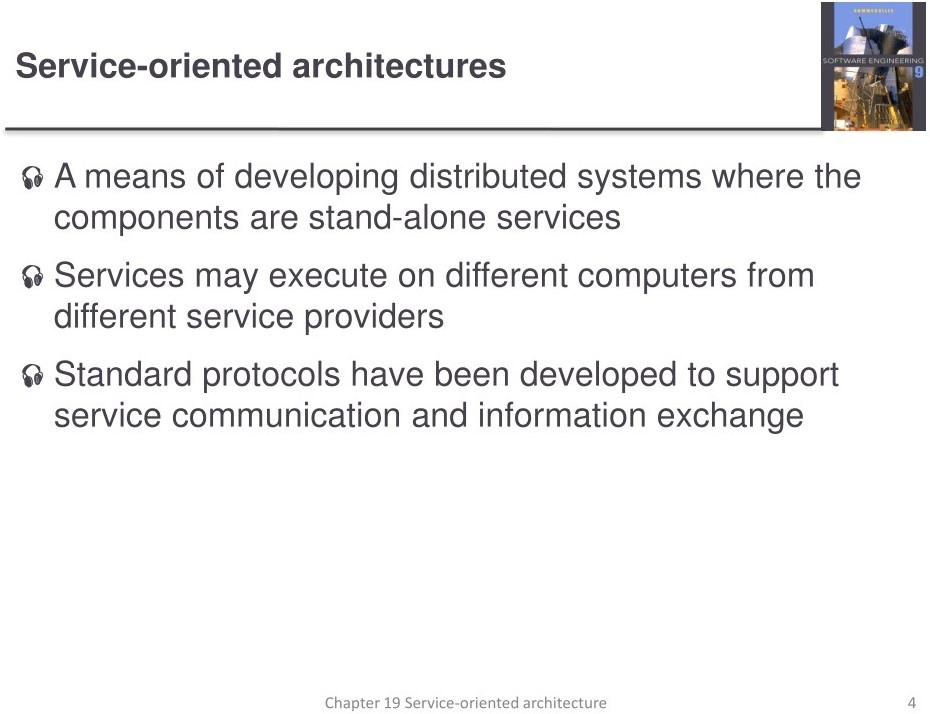 Service-oriented architectures
SOMMERVILLE
SOFTWARE ENGINEERING
9
A means of developing distributed systems where the
components are stand-alone services
Services may execute on different computers from
different service providers
Standard protocols have been developed to support
service communication and information exchange
Chapter 19 Service-oriented architecture
4